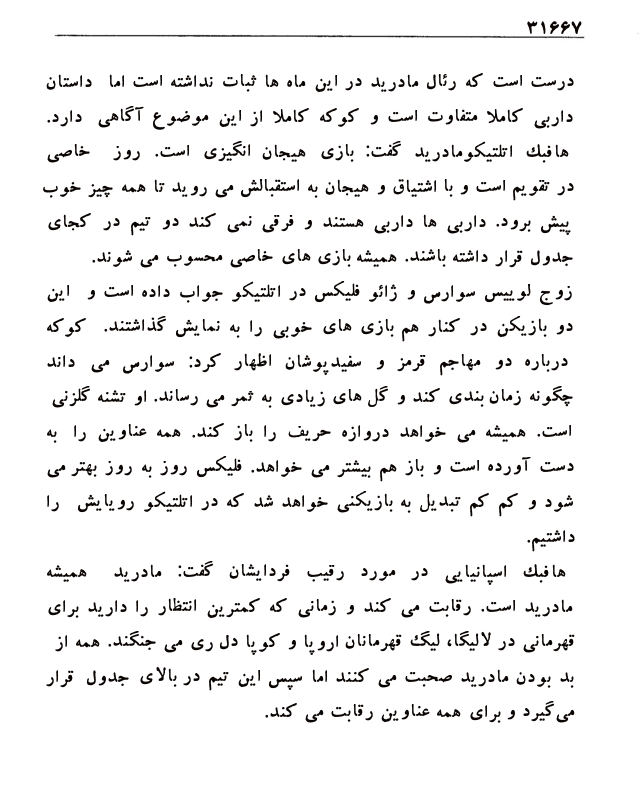 ۳۱۶۶۷
درست است که رئال مادرید در این ماه ها ثبات نداشته است اما داستان
داربی کاملا متفاوت است و کوکه کاملا از این موضوع آگاهی دارد.
هافبك اتلتیکومادرید گفت: بازی هیجان انگیزی است. روز خاصی
در تقویم است و با اشتیاق و هیجان به استقبالش می روید تا همه چیز خوب
پیش برود. داربی ها داربی هستند و فرقی نمی کند دو تیم در کجای
جدول قرار داشته باشند. همیشه بازی های خاصی محسوب می شوند.
زوج لوییس سوارس و ژائو فلیکس در اتلتیکو جواب داده است و این
دو بازیکن در کنار هم بازی های خوبی را به نمایش گذاشتند. کوکه
درباره دو مهاجم قرمز و سفیدپوشان اظهار کرد: سوارس می داند
چگونه زمان بندی کند و گل های زیادی به ثمر می رساند. او تشنه گلزنی
است. همیشه می خواهد دروازه حریف را باز کند. همه عناوین را به
دست آورده است و باز هم بیشتر می خواهد. فلیکس روز به روز بهتر می
شود و کم کم تبدیل به بازیکنی خواهد شد که در اتلتیکو رویایش را
داشتیم.
هافبك اسپانیایی در مورد رقیب فردایشان گفت: مادرید همیشه
مادرید است. رقابت می کند و زمانی که کمترین انتظار را دارید برای
قهرمانی در لالیگا، لیگ قهرمانان اروپا و کوپا دل ری می جنگند. همه از
بد بودن مادرید صحبت می کنند اما سپس این تیم در بالای جدول قرار
می‌گیرد و برای همه عناوین رقابت می کند.